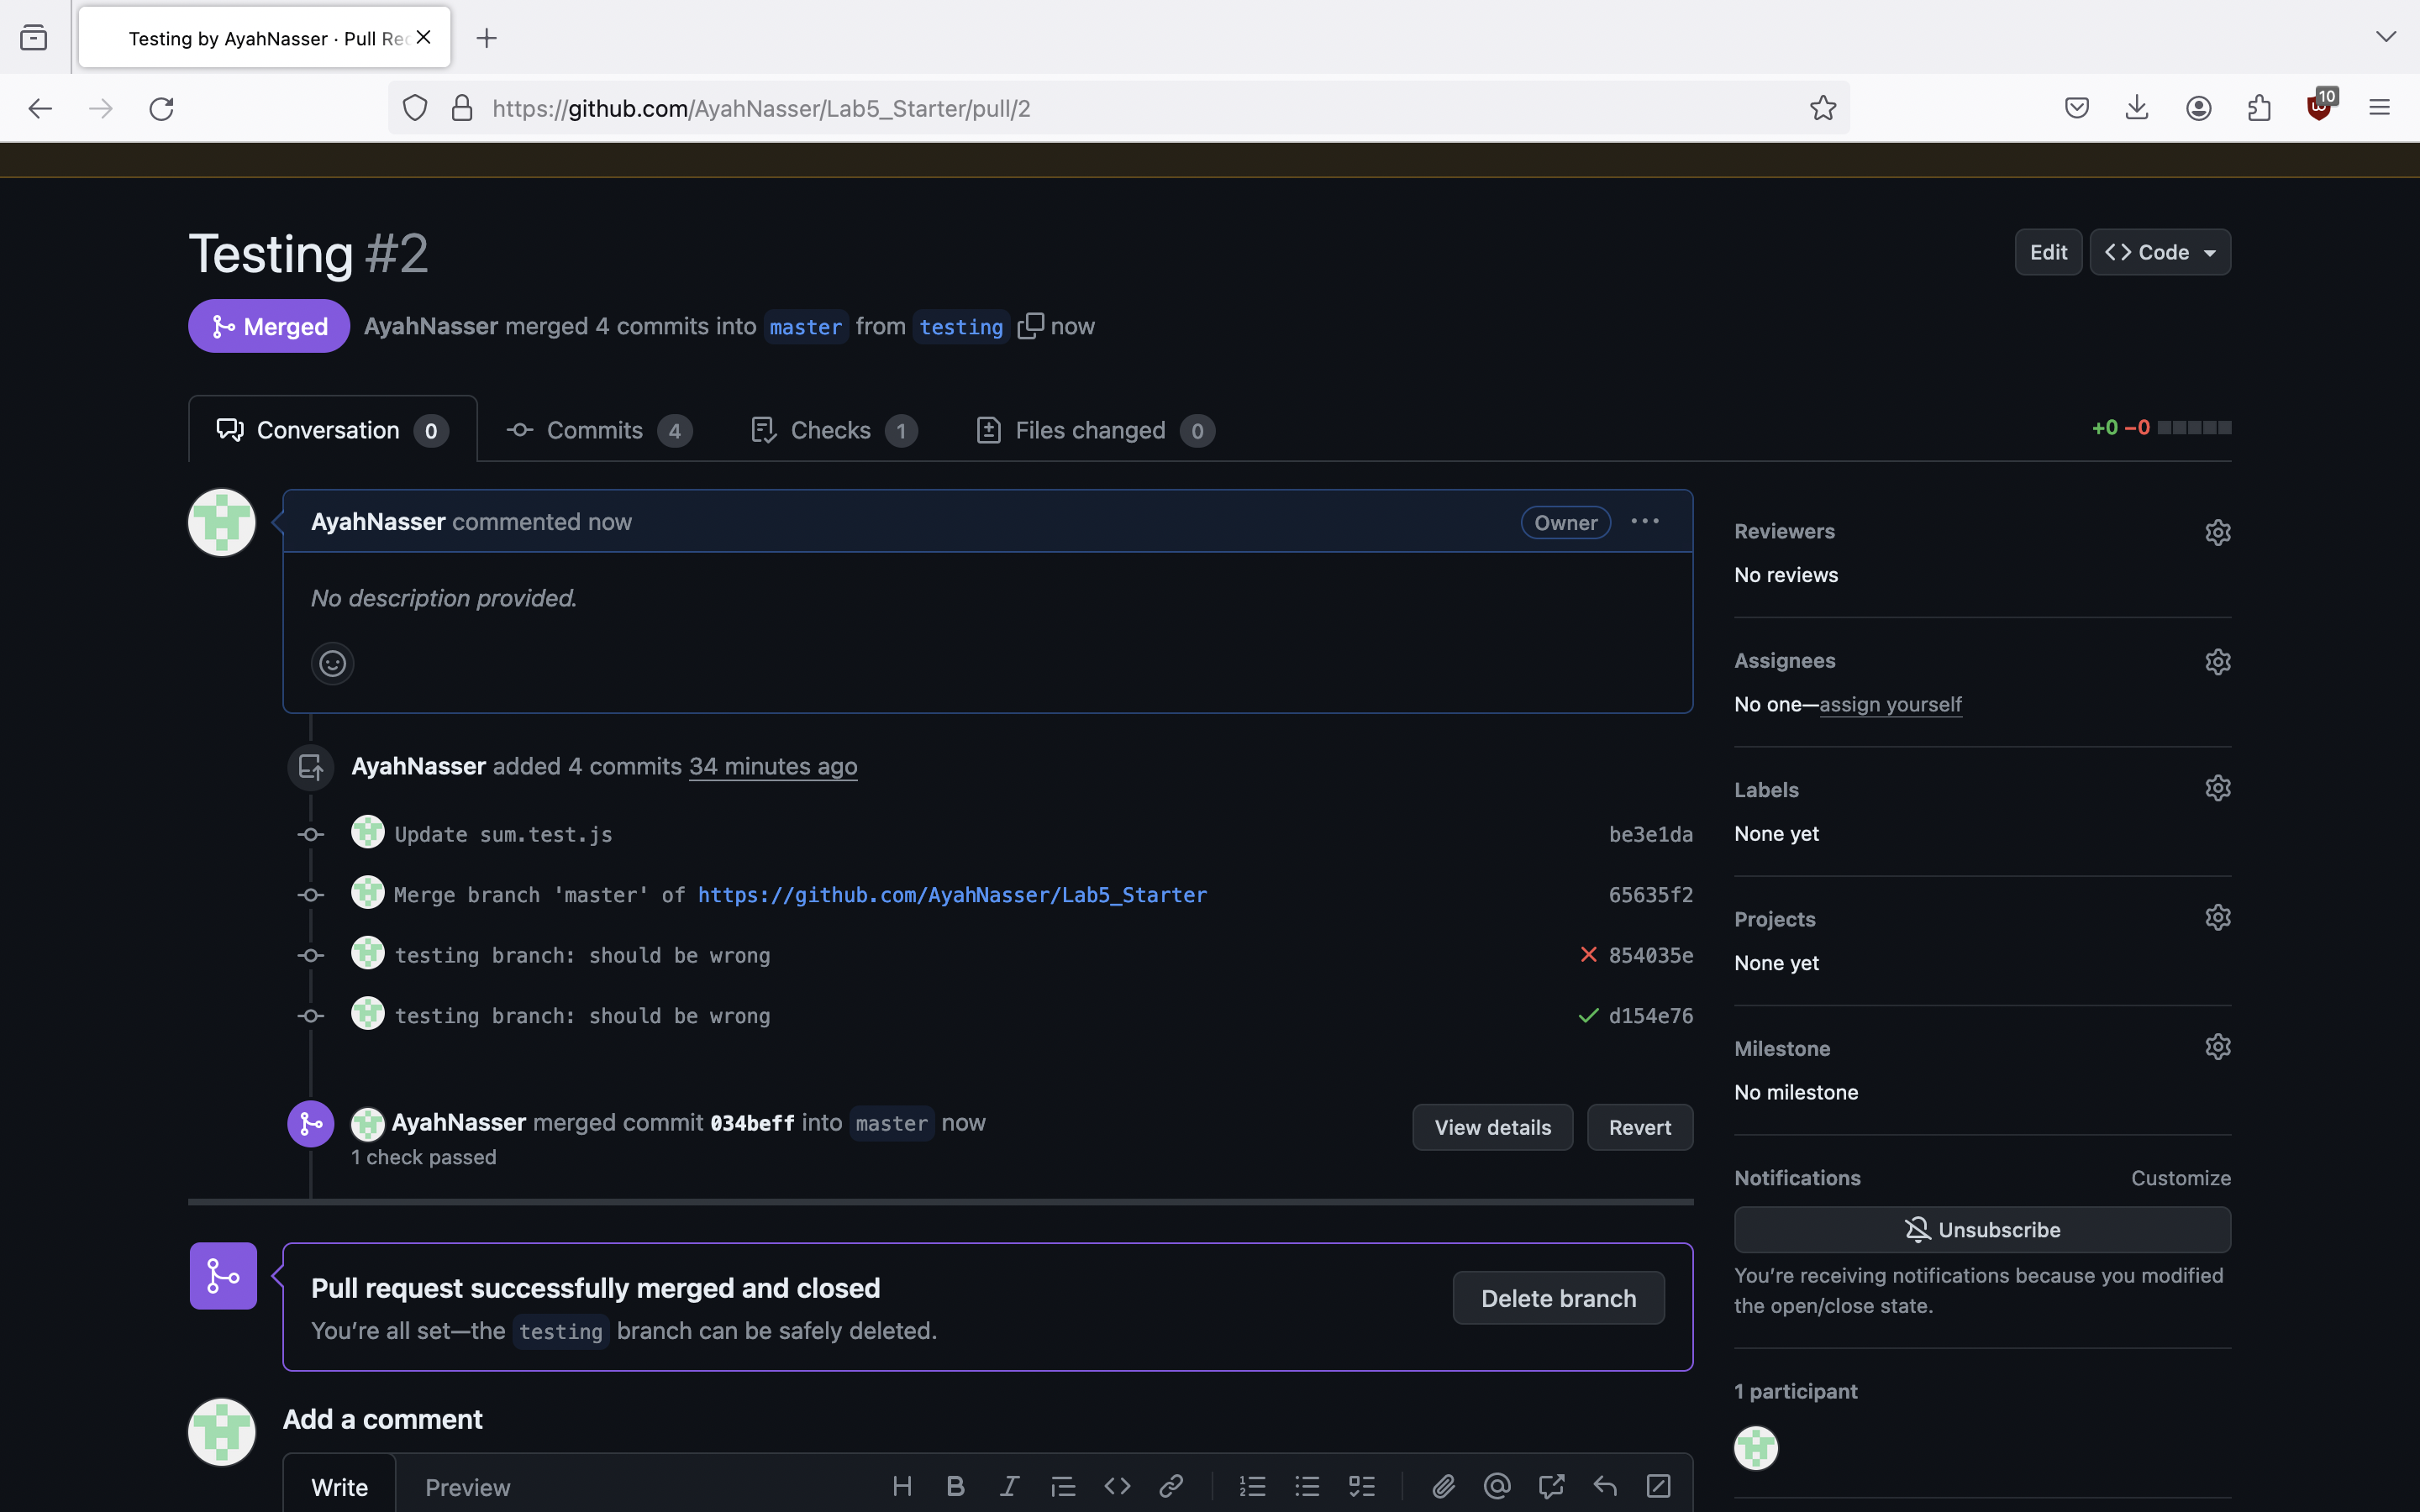 Testing by AyahNasser · Pull Re
https://github.com/AyahNasser/Lab5_Starter/pull/2
10
Testing #2
Edit
Code
Merged
AyahNasser merged 4 commits into master from testing now
Conversation 0
Commits 4
Checks 1
Files changed 0
+0 −0
AyahNasser commented now
Owner
No description provided.
AyahNasser added 4 commits 34 minutes ago
Update sum.test.js be3e1da
Merge branch 'master' of https://github.com/AyahNasser/Lab5_Starter 65635f2
testing branch: should be wrong 854035e
testing branch: should be wrong d154e76
AyahNasser merged commit 034beff into master now
1 check passed
View details
Revert
Pull request successfully merged and closed
You're all set—the testing branch can be safely deleted.
Delete branch
Add a comment
Write
Preview
Reviewers
No reviews
Assignees
No one—assign yourself
Labels
None yet
Projects
None yet
Milestone
No milestone
Notifications
Customize
Unsubscribe
You're receiving notifications because you modified
the open/close state.
1 participant